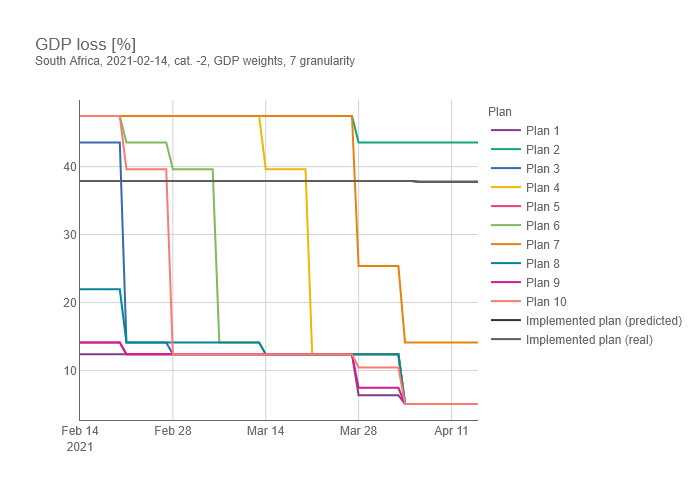 GDP loss [%]
South Africa, 2021-02-14, cat. -2, GDP weights, 7 granularity
Plan
Plan 1
Plan 2
Plan 3
Plan 4
Plan 5
Plan 6
Plan 7
Plan 8
Plan 9
Plan 10
Implemented plan (predicted)
Implemented plan (real)
40
30
20
10
Feb 14 Feb 28 Mar 14 Mar 28 Apr 11
2021